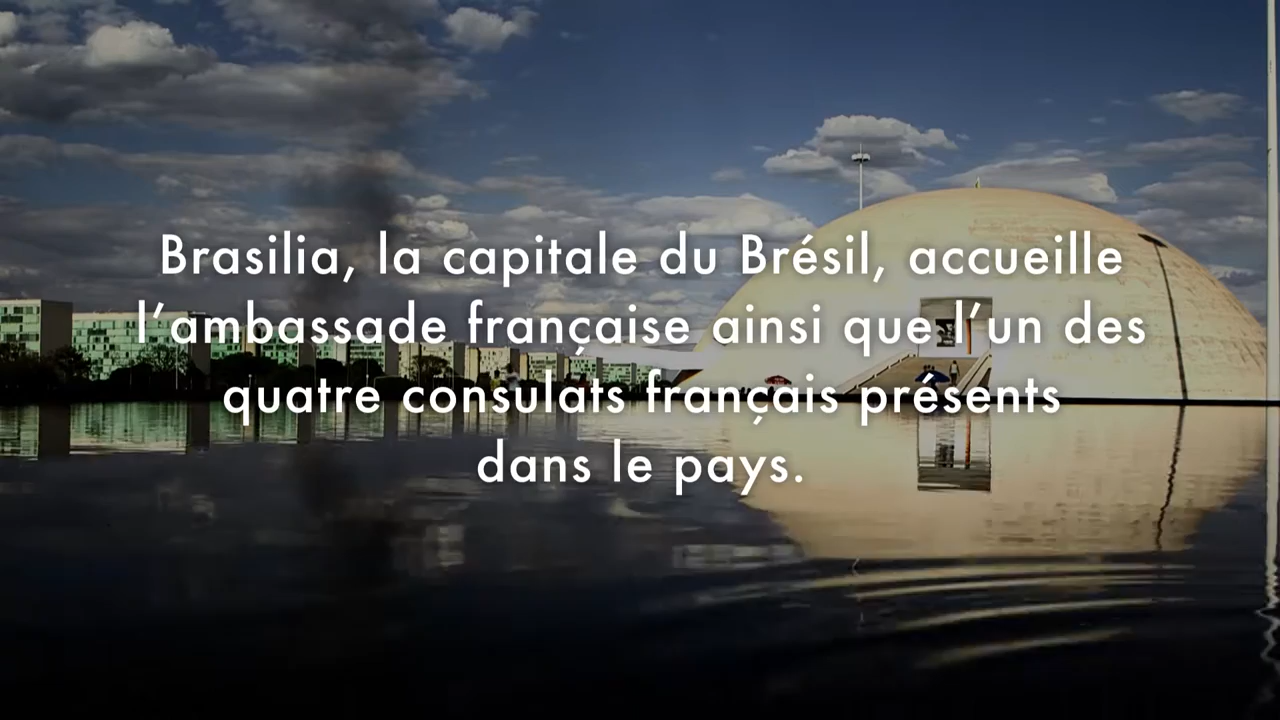 Brasilia, la capitale du Brésil, accueille
l’ambassade française ainsi que l’un des
quatre consulats français présents
dans le pays.